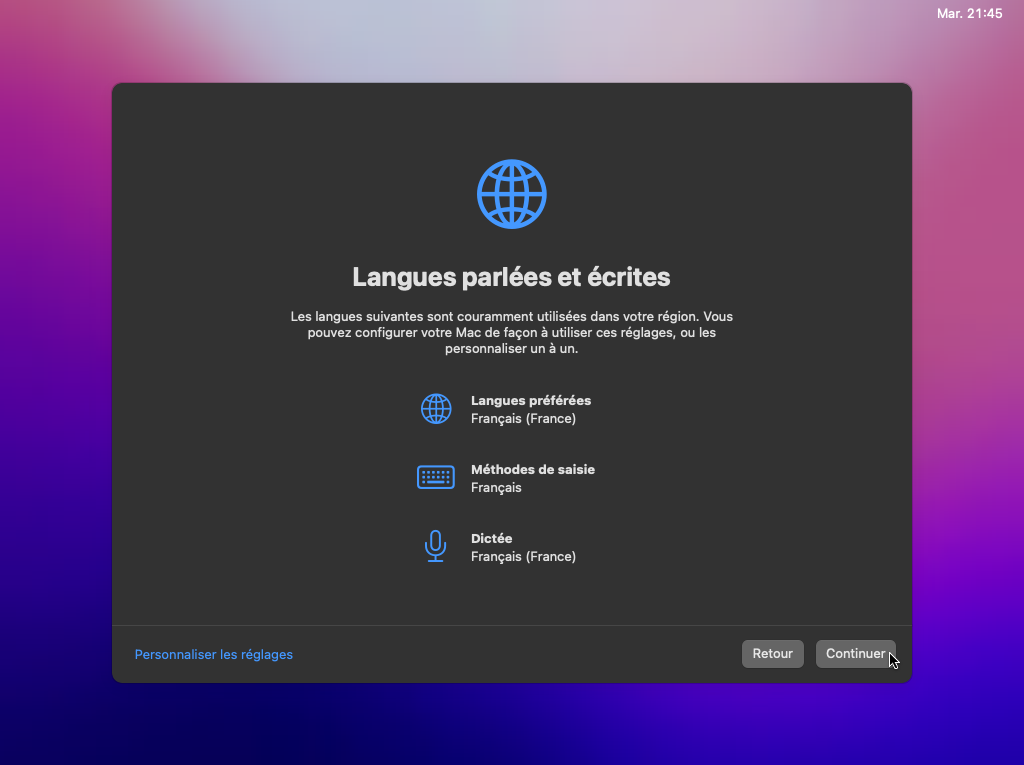 Mar. 21:45
Langues parlées et écrites
Les langues suivantes sont couramment utilisées dans votre région. Vous
pouvez configurer votre Mac de façon à utiliser ces réglages, ou les
personnaliser un à un.
Langues préférées
Français (France)
Méthodes de saisie
Français
Dictée
Français (France)
Personnaliser les réglages
Retour
Continuer